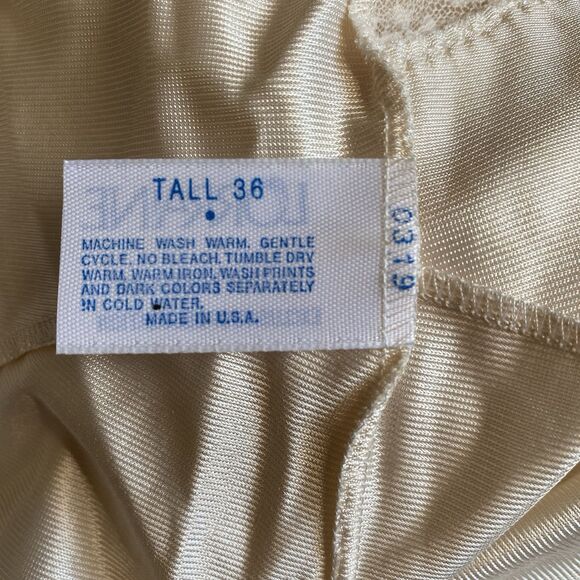 TALL 36
MACHINE WASH WARM, GENTLE
CYCLE, NO BLEACH, TUMBLE DRY
WARM, WARM IRON, WASH PRINTS
AND DARK COLORS SEPARATELY
IN COLD WATER.
MADE IN U.S.A.
0319